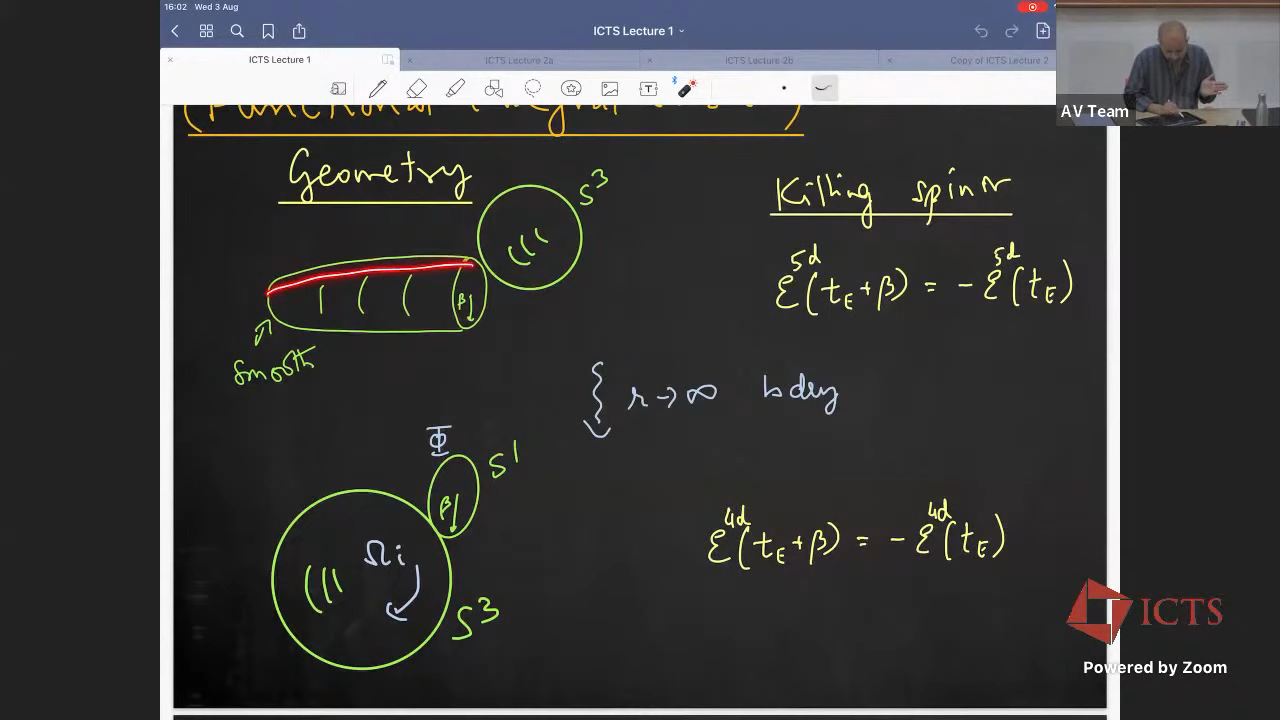 16:02 Wed 3 Aug
ICTS Lecture 1
ICTS Lecture 1
ICTS Lecture 2a
ICTS Lecture 2b
Copy of ICTS Lecture 2
AV Team
(Functional integral
Geometry
S³
β
Smooth
Killing spinor
ε^{5d}(t_E + β) = - ε^{5d}(t_E)
r → ∞ bdry
Φ
S¹
β
Ωi
S³
ε^{4d}(t_E + β) = - ε^{4d}(t_E)
ICTS
Powered by Zoom